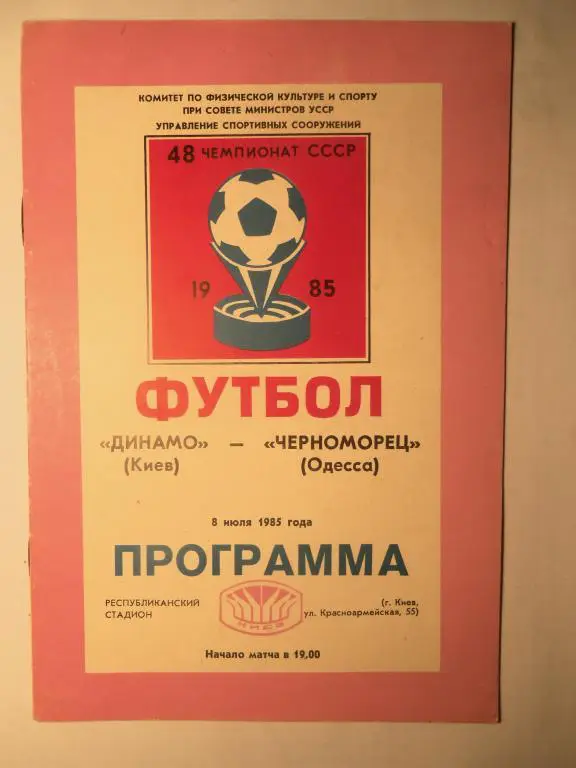 КОМИТЕТ ПО ФИЗИЧЕСКОЙ КУЛЬТУРЕ И СПОРТУ
ПРИ СОВЕТЕ МИНИСТРОВ УССР
УПРАВЛЕНИЕ СПОРТИВНЫХ СООРУЖЕНИЙ
48 ЧЕМПИОНАТ СССР
19 85
ФУТБОЛ
«ДИНАМО» — «ЧЕРНОМОРЕЦ»
(Киев) (Одесса)
8 июля 1985 года
ПРОГРАММА
РЕСПУБЛИКАНСКИЙ (г. Киев,
СТАДИОН ул. Красноармейская, 55)
КИЕВ
Начало матча в 19,00